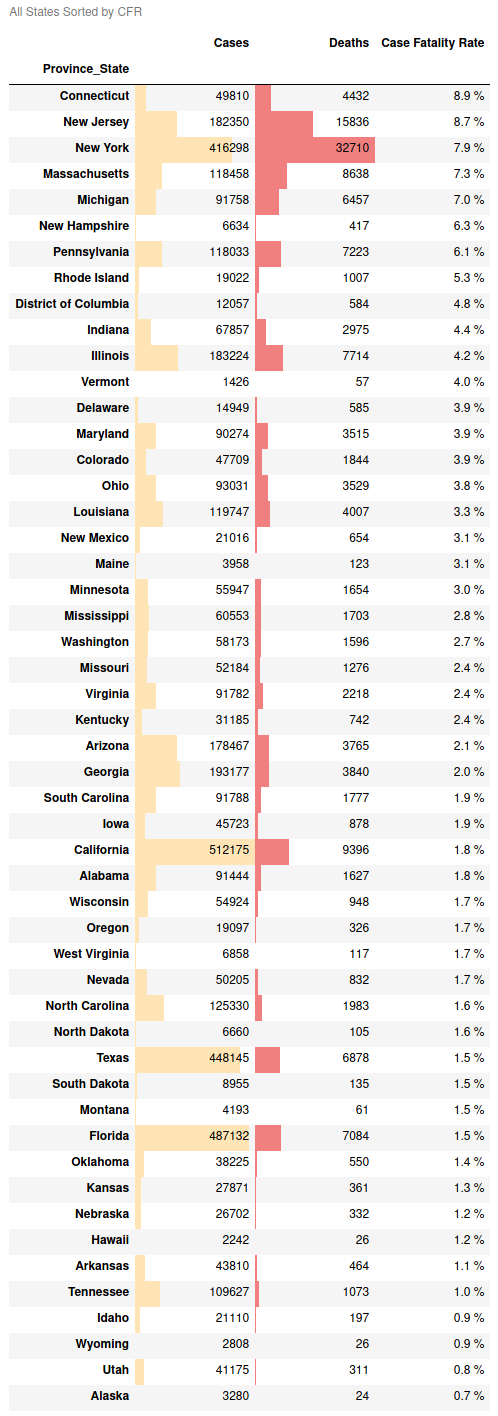 All States Sorted by CFR
Cases Deaths Case Fatality Rate
Province_State
Connecticut 49810 4432 8.9 %
New Jersey 182350 15836 8.7 %
New York 416298 32710 7.9 %
Massachusetts 118458 8638 7.3 %
Michigan 91758 6457 7.0 %
New Hampshire 6634 417 6.3 %
Pennsylvania 118033 7223 6.1 %
Rhode Island 19022 1007 5.3 %
District of Columbia 12057 584 4.8 %
Indiana 67857 2975 4.4 %
Illinois 183224 7714 4.2 %
Vermont 1426 57 4.0 %
Delaware 14949 585 3.9 %
Maryland 90274 3515 3.9 %
Colorado 47709 1844 3.9 %
Ohio 93031 3529 3.8 %
Louisiana 119747 4007 3.3 %
New Mexico 21016 654 3.1 %
Maine 3958 123 3.1 %
Minnesota 55947 1654 3.0 %
Mississippi 60553 1703 2.8 %
Washington 58173 1596 2.7 %
Missouri 52184 1276 2.4 %
Virginia 91782 2218 2.4 %
Kentucky 31185 742 2.4 %
Arizona 178467 3765 2.1 %
Georgia 193177 3840 2.0 %
South Carolina 91788 1777 1.9 %
Iowa 45723 878 1.9 %
California 512175 9396 1.8 %
Alabama 91444 1627 1.8 %
Wisconsin 54924 948 1.7 %
Oregon 19097 326 1.7 %
West Virginia 6858 117 1.7 %
Nevada 50205 832 1.7 %
North Carolina 125330 1983 1.6 %
North Dakota 6660 105 1.6 %
Texas 448145 6878 1.5 %
South Dakota 8955 135 1.5 %
Montana 4193 61 1.5 %
Florida 487132 7084 1.5 %
Oklahoma 38225 550 1.4 %
Kansas 27871 361 1.3 %
Nebraska 26702 332 1.2 %
Hawaii 2242 26 1.2 %
Arkansas 43810 464 1.1 %
Tennessee 109627 1073 1.0 %
Idaho 21110 197 0.9 %
Wyoming 2808 26 0.9 %
Utah 41175 311 0.8 %
Alaska 3280 24 0.7 %